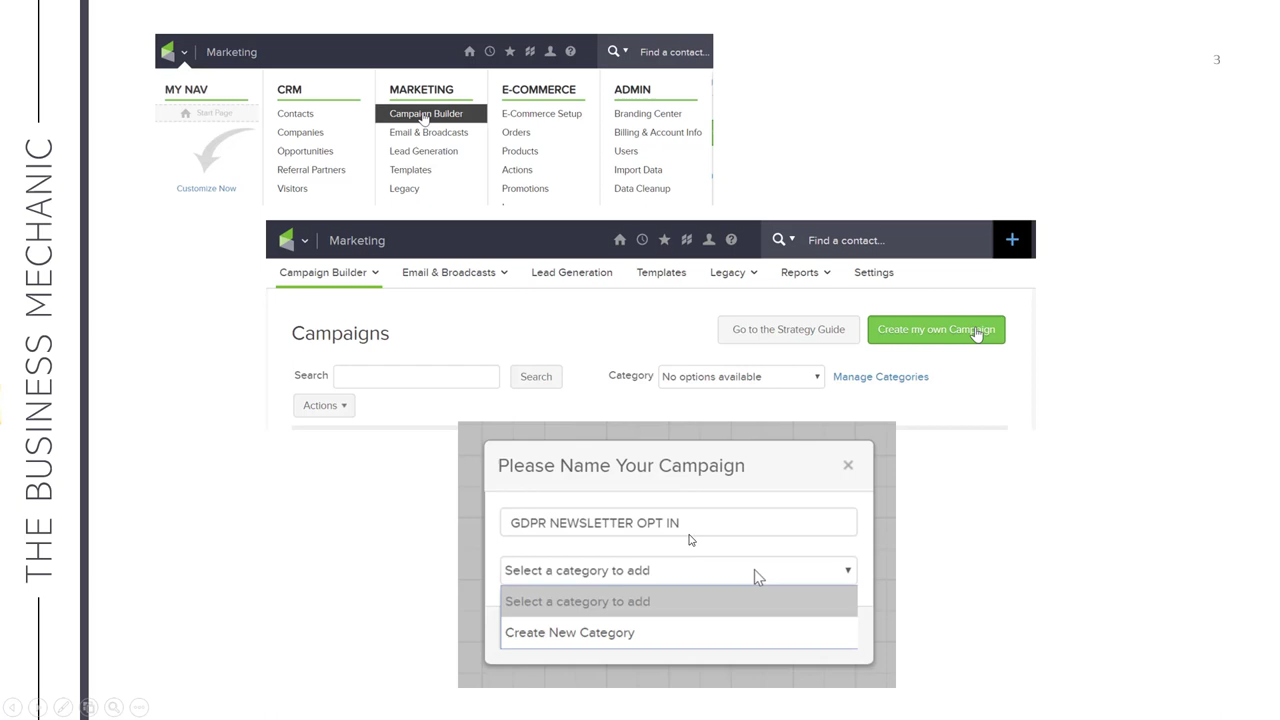 THE BUSINESS MECHANIC
3
Marketing
Find a contact...
MY NAV
Start Page
Customize Now
CRM
Contacts
Companies
Opportunities
Referral Partners
Visitors
MARKETING
Campaign Builder
Email & Broadcasts
Lead Generation
Templates
Legacy
E-COMMERCE
E-Commerce Setup
Orders
Products
Actions
Promotions
ADMIN
Branding Center
Billing & Account Info
Users
Import Data
Data Cleanup
Marketing
Find a contact...
Campaign Builder Email & Broadcasts Lead Generation Templates Legacy Reports Settings
Campaigns
Go to the Strategy Guide
Create my own Campaign
Search
Search
Category
No options available
Manage Categories
Actions
Please Name Your Campaign
GDPR NEWSLETTER OPT IN
Select a category to add
Select a category to add
Create New Category